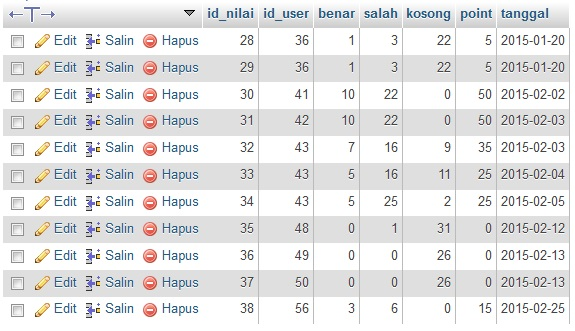 id_nilai id_user benar salah kosong point tanggal
Edit Salin Hapus 28 36 1 3 22 5 2015-01-20
Edit Salin Hapus 29 36 1 3 22 5 2015-01-20
Edit Salin Hapus 30 41 10 22 0 50 2015-02-02
Edit Salin Hapus 31 42 10 22 0 50 2015-02-03
Edit Salin Hapus 32 43 7 16 9 35 2015-02-03
Edit Salin Hapus 33 43 5 16 11 25 2015-02-04
Edit Salin Hapus 34 43 5 25 2 25 2015-02-05
Edit Salin Hapus 35 48 0 1 31 0 2015-02-12
Edit Salin Hapus 36 49 0 0 26 0 2015-02-13
Edit Salin Hapus 37 50 0 0 26 0 2015-02-13
Edit Salin Hapus 38 56 3 6 0 15 2015-02-25